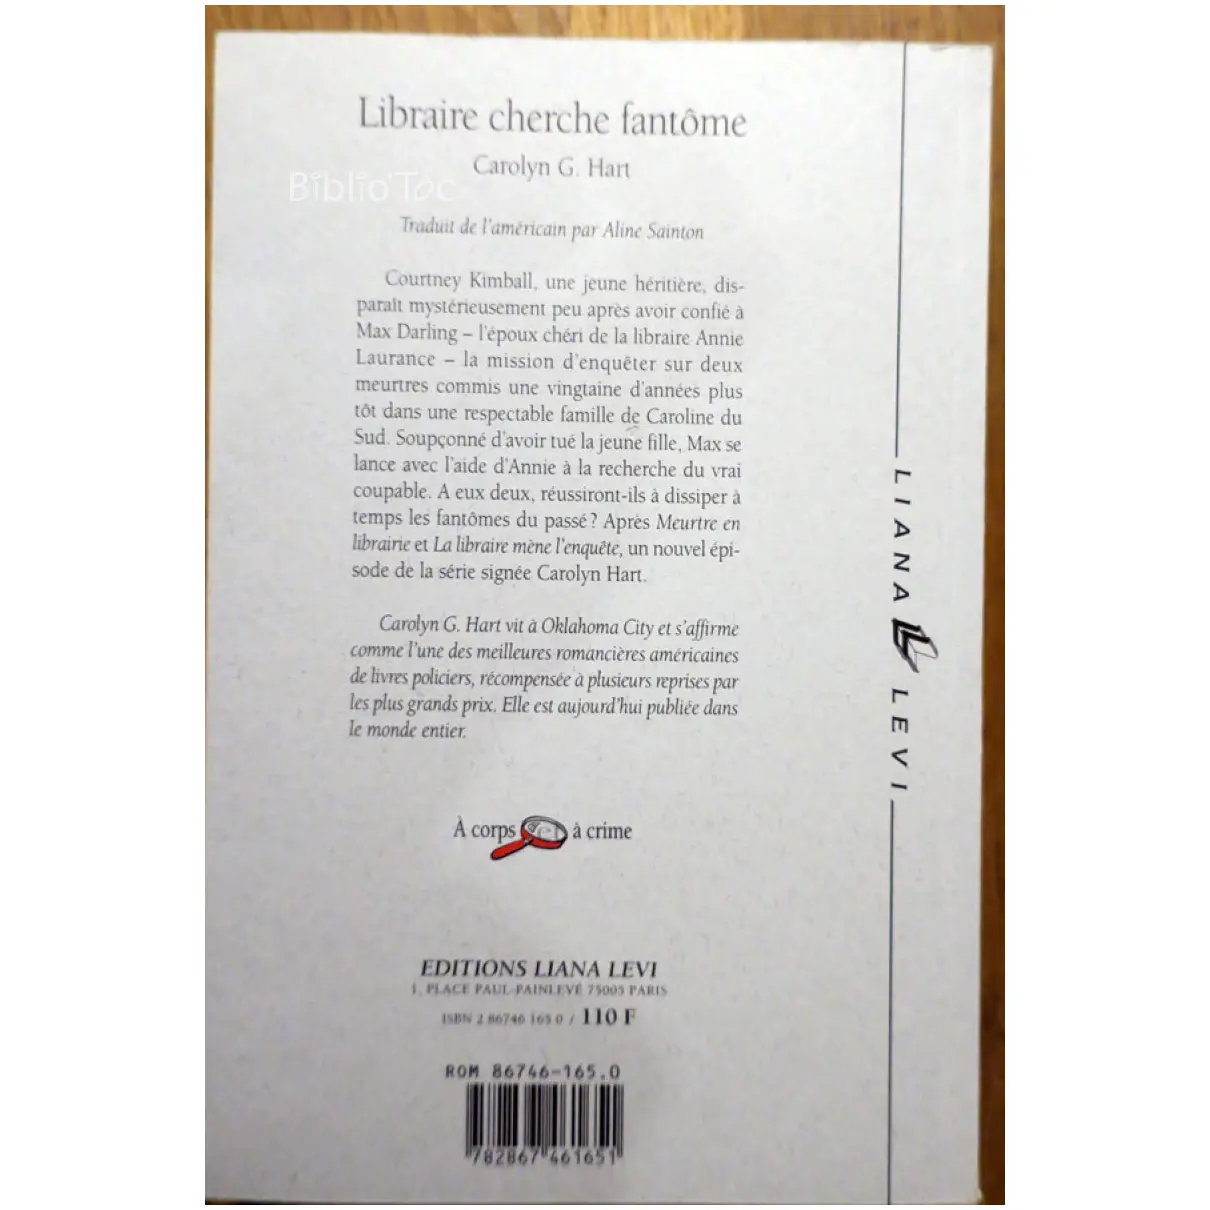 Libraire cherche fantôme
Carolyn G. Hart
Biblio'Toc
Traduit de l'américain par Aline Sainton
Courtney Kimball, une jeune héritière, dis-
paraît mystérieusement peu après avoir confié à
Max Darling – l'époux chéri de la libraire Annie
Laurance – la mission d'enquêter sur deux
meurtres commis une vingtaine d'années plus
tôt dans une respectable famille de Caroline du
Sud. Soupçonné d'avoir tué la jeune fille, Max se
lance avec l'aide d'Annie à la recherche du vrai
coupable. A eux deux, réussiront-ils à dissiper à
temps les fantômes du passé ? Après Meurtre en
librairie et La libraire mène l'enquête, un nouvel épi-
sode de la série signée Carolyn Hart.
Carolyn G. Hart vit à Oklahoma City et s'affirme
comme l'une des meilleures romancières américaines
de livres policiers, récompensée à plusieurs reprises par
les plus grands prix. Elle est aujourd'hui publiée dans
le monde entier.
À corps et à crime
EDITIONS LIANA LEVI
1, PLACE PAUL-PAINLEVÉ 75005 PARIS
ISBN 2 86746 165 0 / 110 F
ROM 86746-165.0
782867 461651
LIANA LEVI